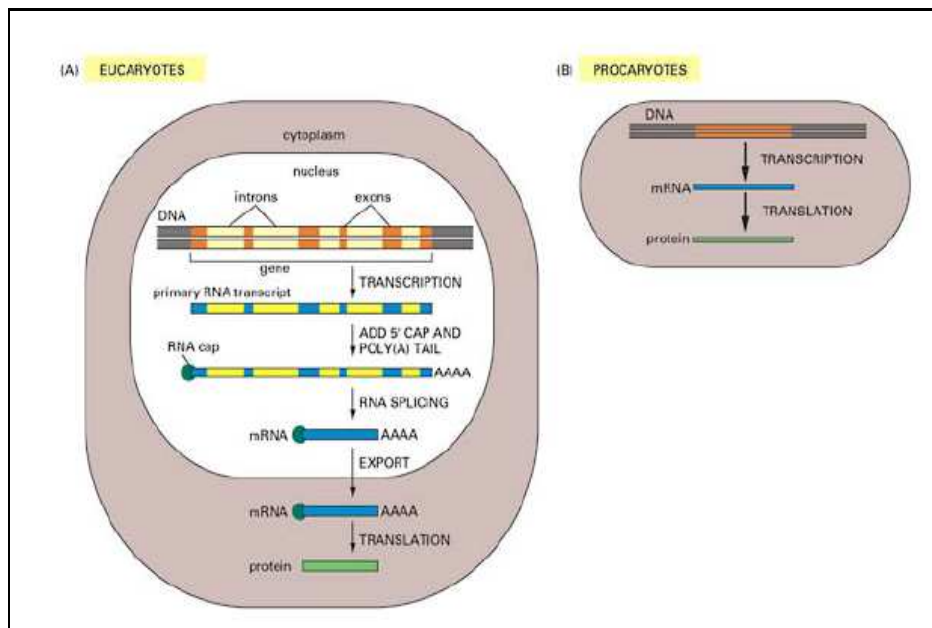 (A) EUCARYOTES
cytoplasm
nucleus
introns exons
DNA
gene
TRANSCRIPTION
primary RNA transcript
ADD 5' CAP AND
POLY(A) TAIL
RNA cap
AAAA
RNA SPLICING
mRNA AAAA
EXPORT
mRNA AAAA
TRANSLATION
protein
(B) PROCARYOTES
DNA
TRANSCRIPTION
mRNA
TRANSLATION
protein